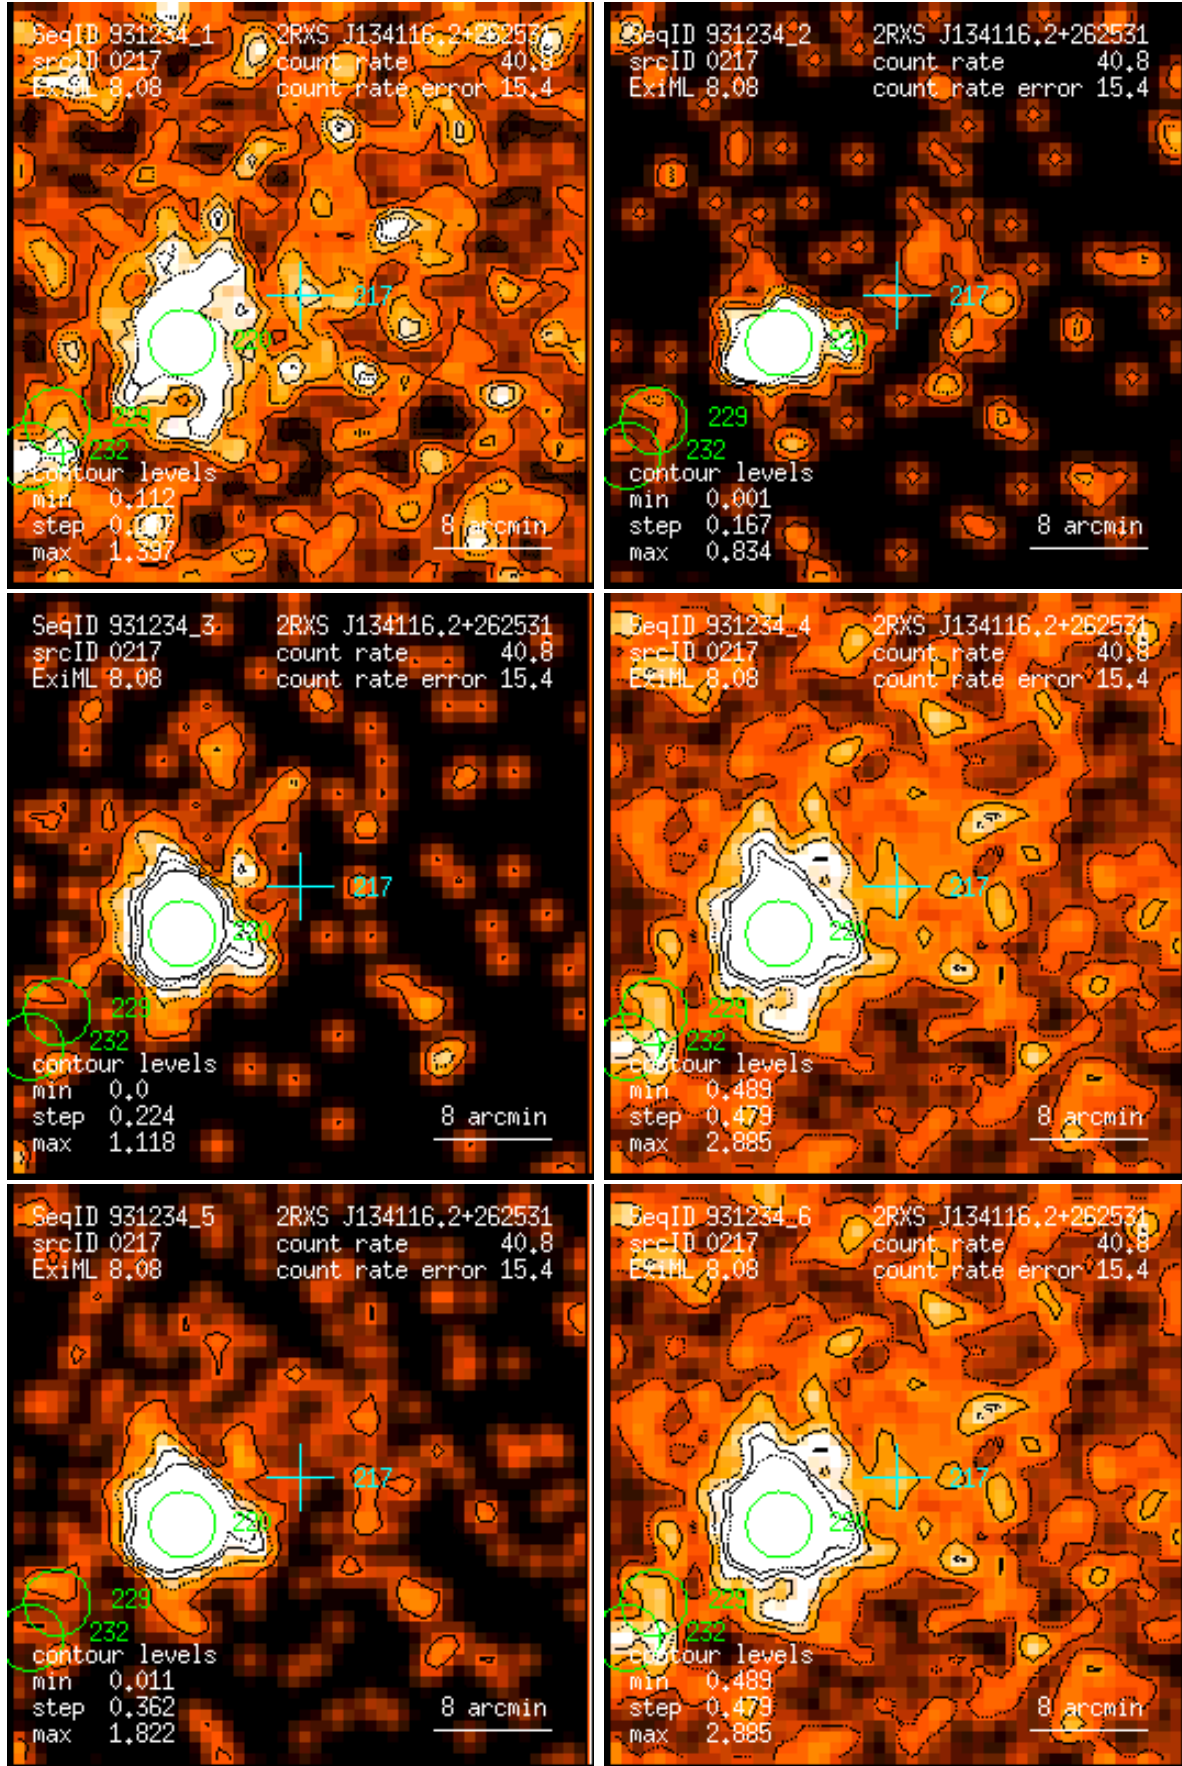 SeqID 931234_1 2RXS J134116.2+262531
srcID 0217 count rate 40.8
ExiML 8.08 count rate error 15.4
217
220
229
232
contour levels
min 0.112
step
max 1.397
8 arcmin
SeqID 931234_2 2RXS J134116.2+262531
srcID 0217 count rate 40.8
ExiML 8.08 count rate error 15.4
217
220
229
232
contour levels
min 0.001
step 0.167
max 0.834
8 arcmin
SeqID 931234_3 2RXS J134116.2+262531
srcID 0217 count rate 40.8
ExiML 8.08 count rate error 15.4
217
220
229
232
contour levels
min 0.0
step 0.224
max 1.118
8 arcmin
SeqID 931234_4 2RXS J134116.2+262531
srcID 0217 count rate 40.8
ExiML 8.08 count rate error 15.4
217
220
229
232
contour levels
min 0.489
step 0.479
max 2.885
8 arcmin
SeqID 931234_5 2RXS J134116.2+262531
srcID 0217 count rate 40.8
ExiML 8.08 count rate error 15.4
217
220
229
232
contour levels
min 0.011
step 0.362
max 1.822
8 arcmin
SeqID 931234_6 2RXS J134116.2+262531
srcID 0217 count rate 40.8
ExiML 8.08 count rate error 15.4
217
220
229
232
contour levels
min 0.489
step 0.479
max 2.885
8 arcmin